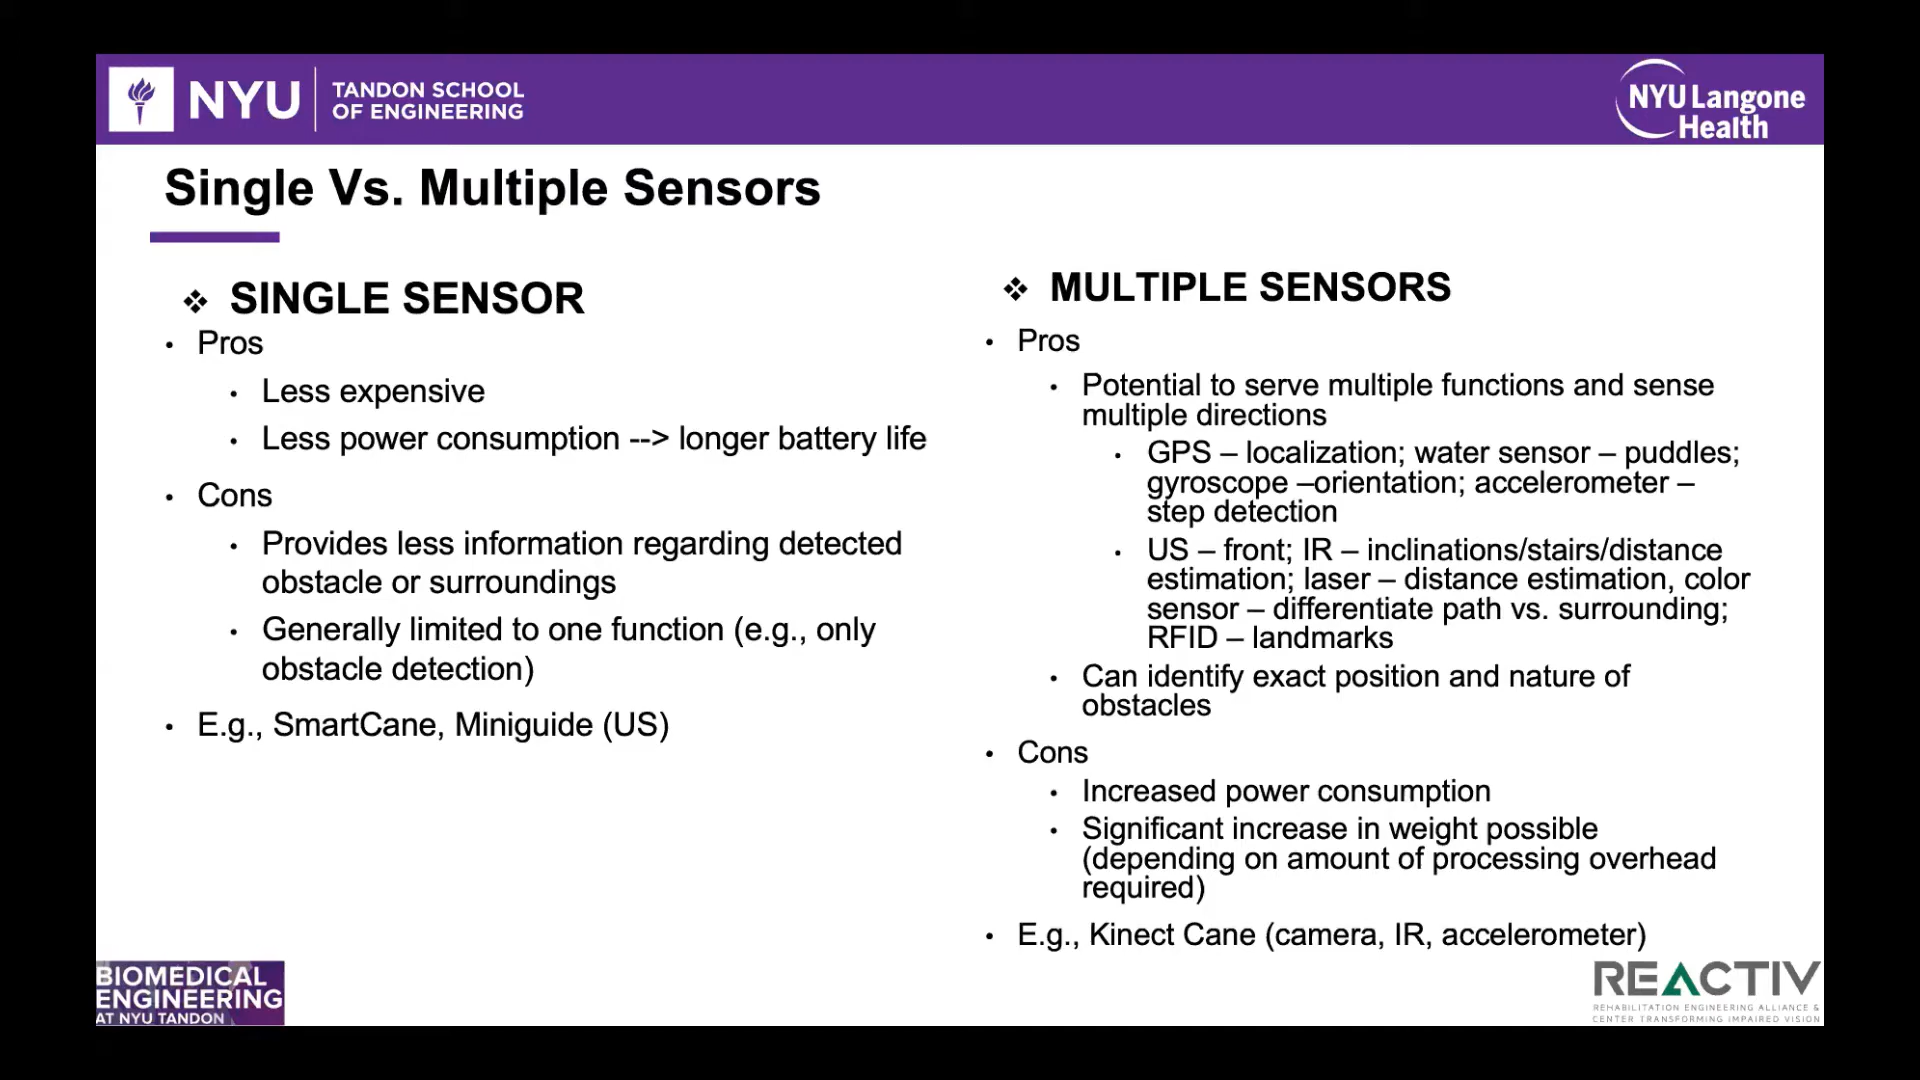 NYU
TANDON SCHOOL
OF ENGINEERING
NYU Langone
Health
Single Vs. Multiple Sensors
❖ SINGLE SENSOR
• Pros
• Less expensive
• Less power consumption --> longer battery life
• Cons
• Provides less information regarding detected
obstacle or surroundings
• Generally limited to one function (e.g., only
obstacle detection)
• E.g., SmartCane, Miniguide (US)
❖ MULTIPLE SENSORS
• Pros
• Potential to serve multiple functions and sense
multiple directions
• GPS – localization; water sensor – puddles;
gyroscope –orientation; accelerometer –
step detection
• US – front; IR – inclinations/stairs/distance
estimation; laser – distance estimation, color
sensor – differentiate path vs. surrounding;
RFID – landmarks
• Can identify exact position and nature of
obstacles
• Cons
• Increased power consumption
• Significant increase in weight possible
(depending on amount of processing overhead
required)
• E.g., Kinect Cane (camera, IR, accelerometer)
BIOMEDICAL
ENGINEERING
AT NYU TANDON
REACTIV
REHABILITATION ENGINEERING ALLIANCE &
CENTER TRANSFORMING IMPAIRED VISION